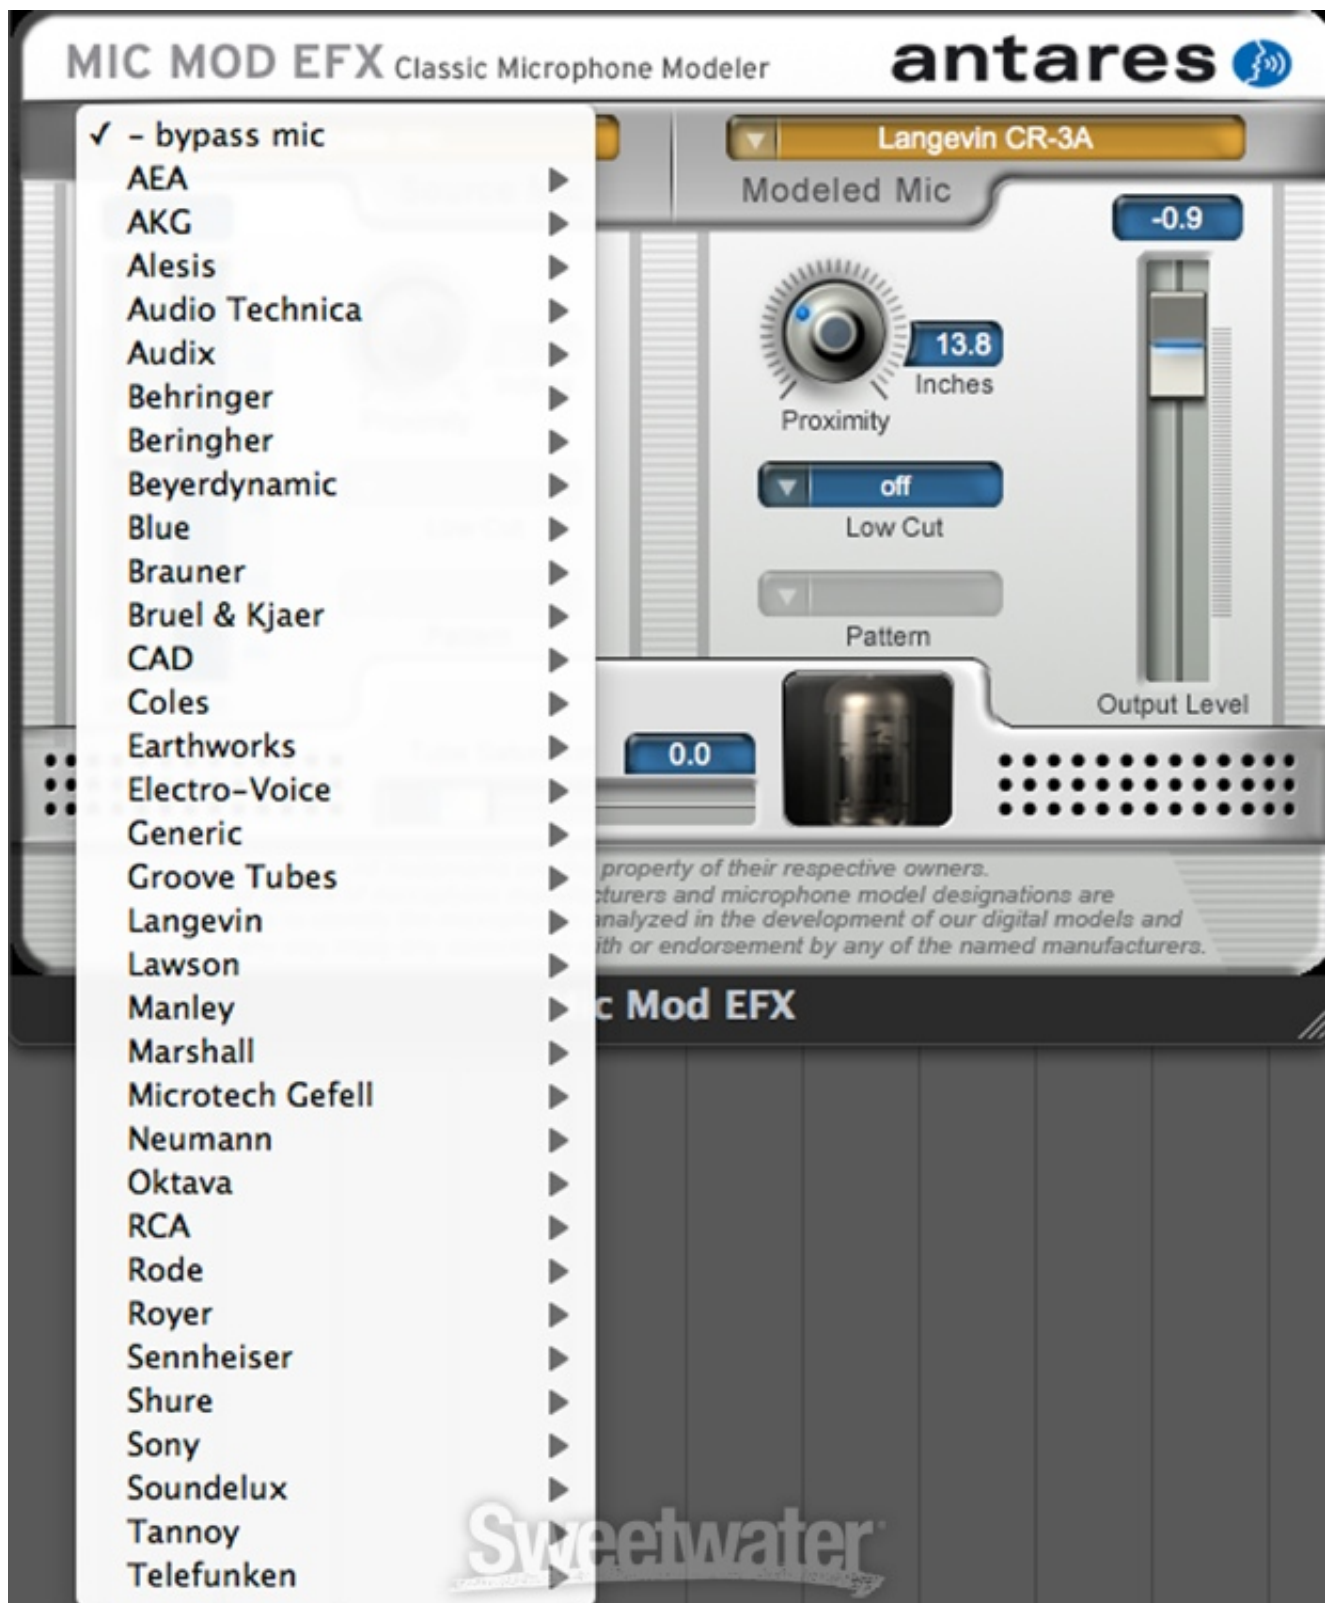 MIC MOD EFX Classic Microphone Modeler
antares
✓ – bypass mic
AEA
AKG
Alesis
Audio Technica
Audix
Behringer
Beringher
Beyerdynamic
Blue
Brauner
Bruel & Kjaer
CAD
Coles
Earthworks
Electro-Voice
Generic
Groove Tubes
Langevin
Lawson
Manley
Marshall
Microtech Gefell
Neumann
Oktava
RCA
Rode
Royer
Sennheiser
Shure
Sony
Soundelux
Tannoy
Telefunken
Langevin CR-3A
Modeled Mic
-0.9
13.8
Inches
Proximity
off
Low Cut
Pattern
Output Level
0.0
property of their respective owners.
and microphone model designations are
analyzed in the development of our digital models and
or endorsement by any of the named manufacturers.
Mod EFX
Sweetwater